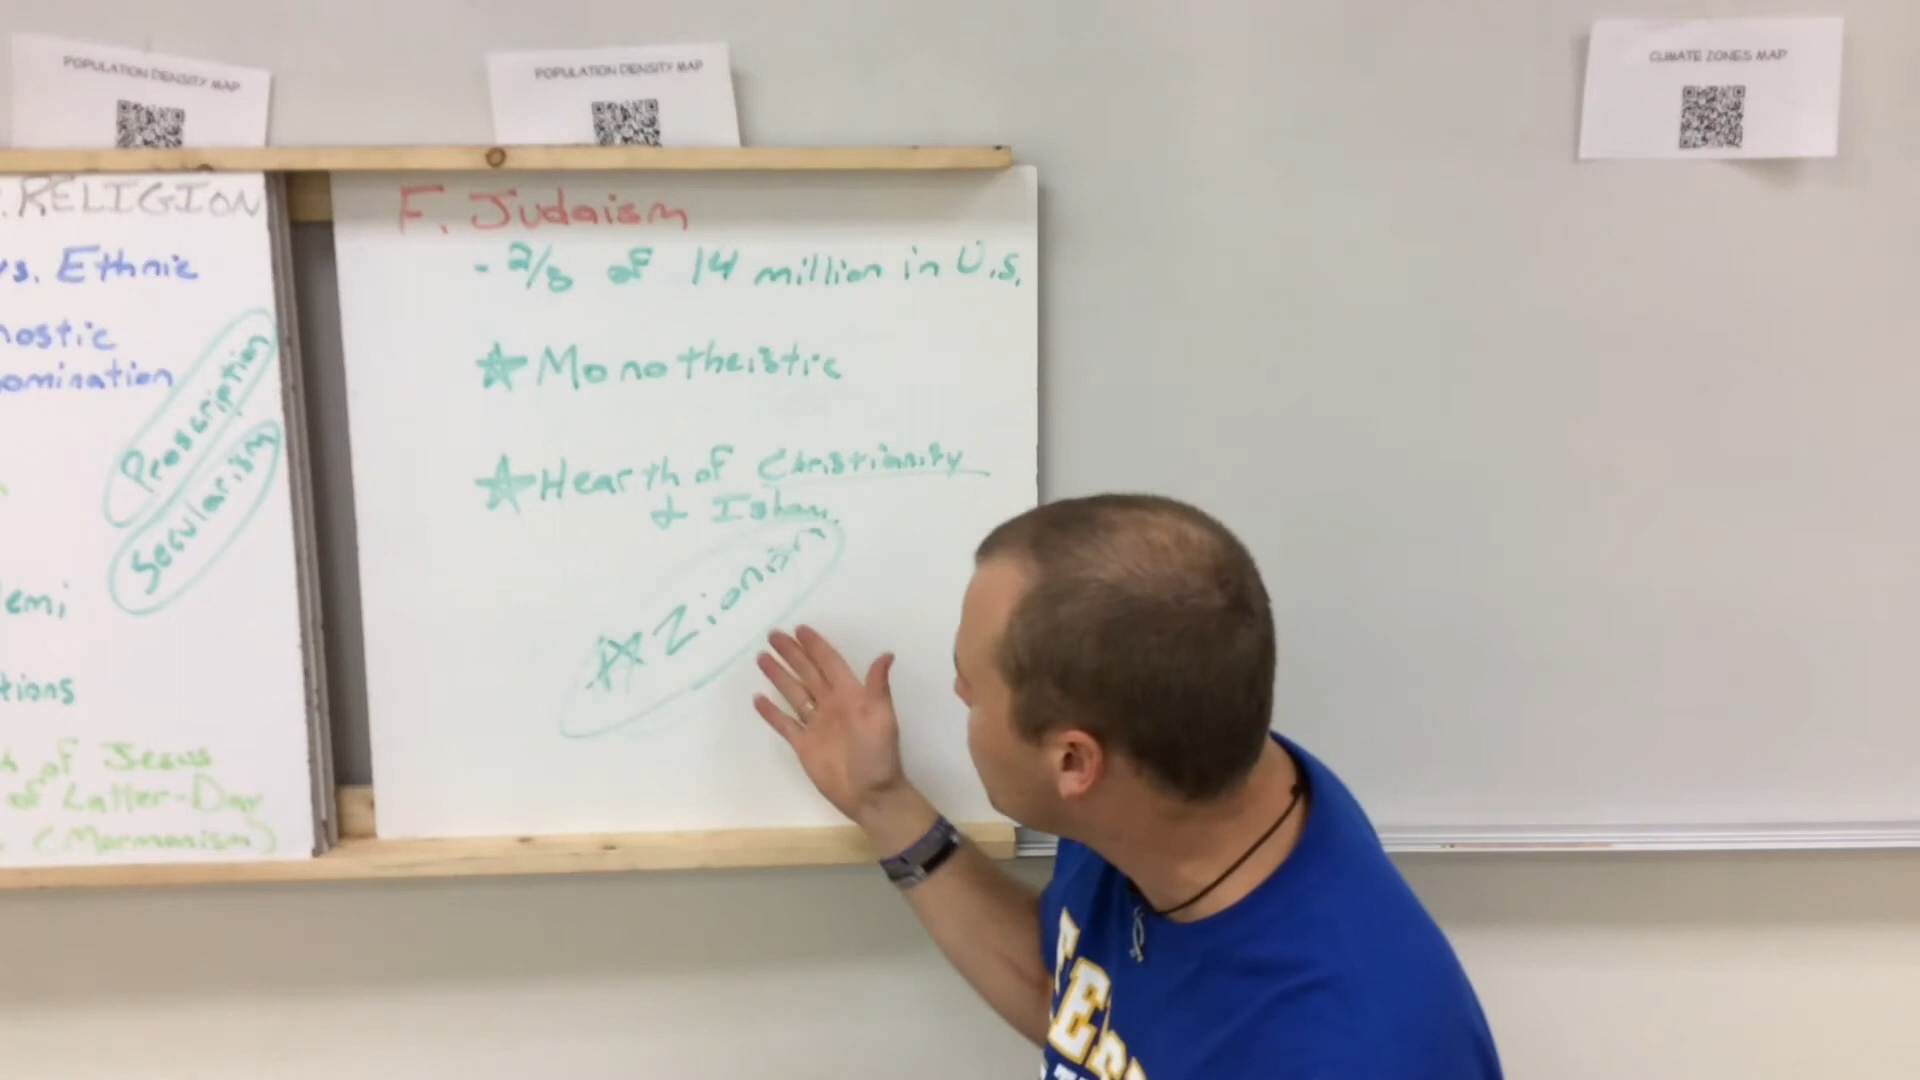 POPULATION DENSITY MAP
POPULATION DENSITY MAP
CLIMATE ZONES MAP
. RELIGION
vs. Ethnic
nostic
omination
Proscription
Secularism
emi
tions
h of Jesus
of Latter-Day
(Mormonism)
F. Judaism
- 2/3 of 14 million in U.S.
Monotheistic
Hearth of Christianity
& Islam.
Zionism